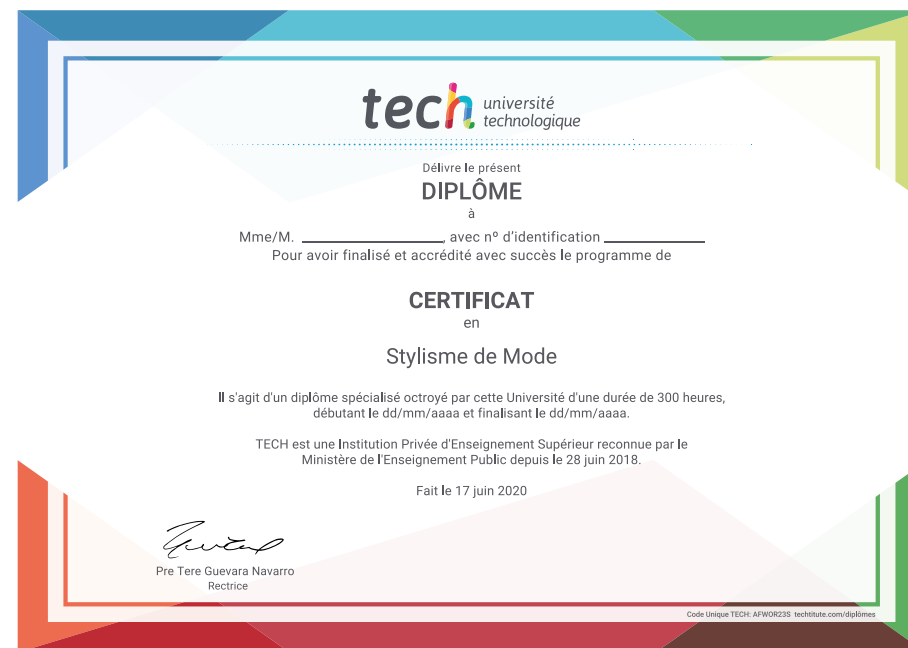 tech université
technologique
Délivre le présent
DIPLÔME
à
Mme/M. ____________________, avec nº d'identification ______________
Pour avoir finalisé et accrédité avec succès le programme de
CERTIFICAT
en
Stylisme de Mode
Il s'agit d'un diplôme spécialisé octroyé par cette Université d'une durée de 300 heures,
débutant le dd/mm/aaaa et finalisant le dd/mm/aaaa.
TECH est une Institution Privée d'Enseignement Supérieur reconnue par le
Ministère de l'Enseignement Public depuis le 28 juin 2018.
Fait le 17 juin 2020
Pre Tere Guevara Navarro
Rectrice
Code Unique TECH: AFWOR23S techtitute.com/diplômes